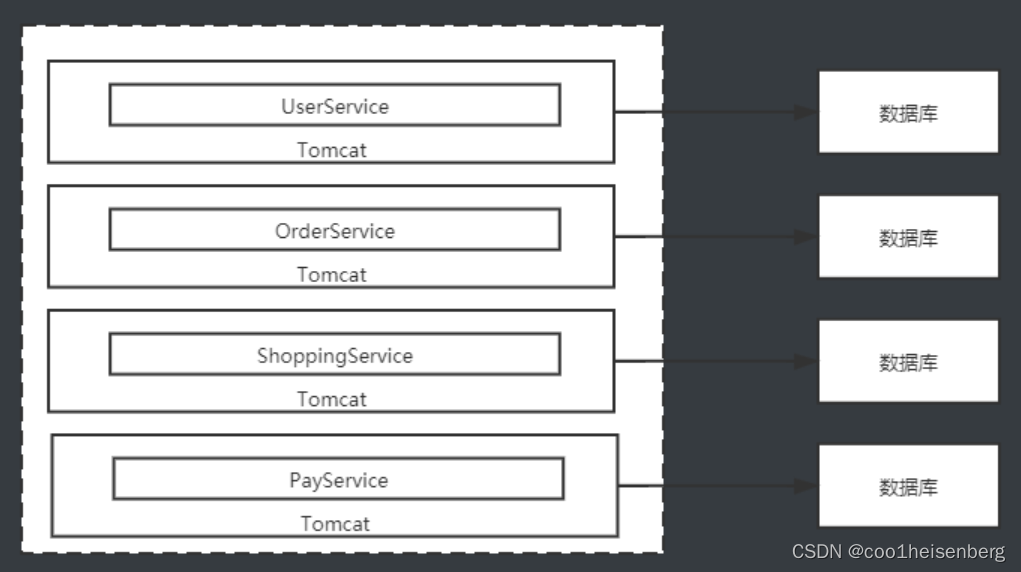 UserService
Tomcat
数据库
OrderService
Tomcat
数据库
ShoppingService
Tomcat
数据库
PayService
Tomcat
数据库
CSDN @coo1heisenberg